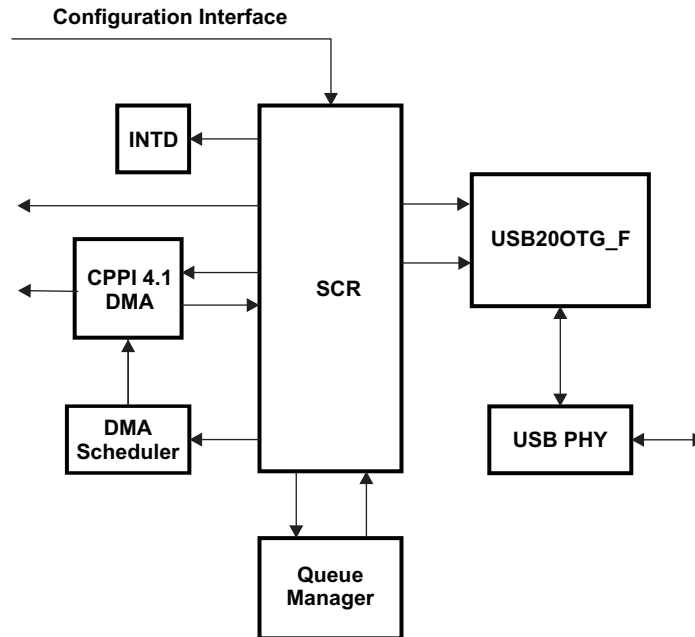 Configuration Interface
INTD
USB20OTG_F
CPPI 4.1
DMA
SCR
DMA
Scheduler
USB PHY
Queue
Manager